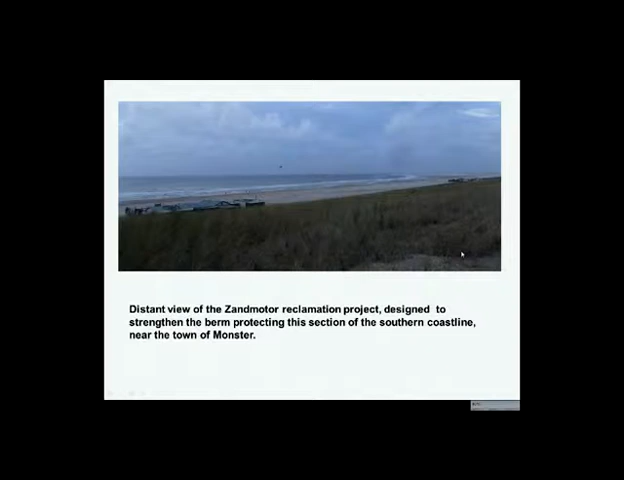 Distant view of the Zandmotor reclamation project, designed to
strengthen the berm protecting this section of the southern coastline,
near the town of Monster.